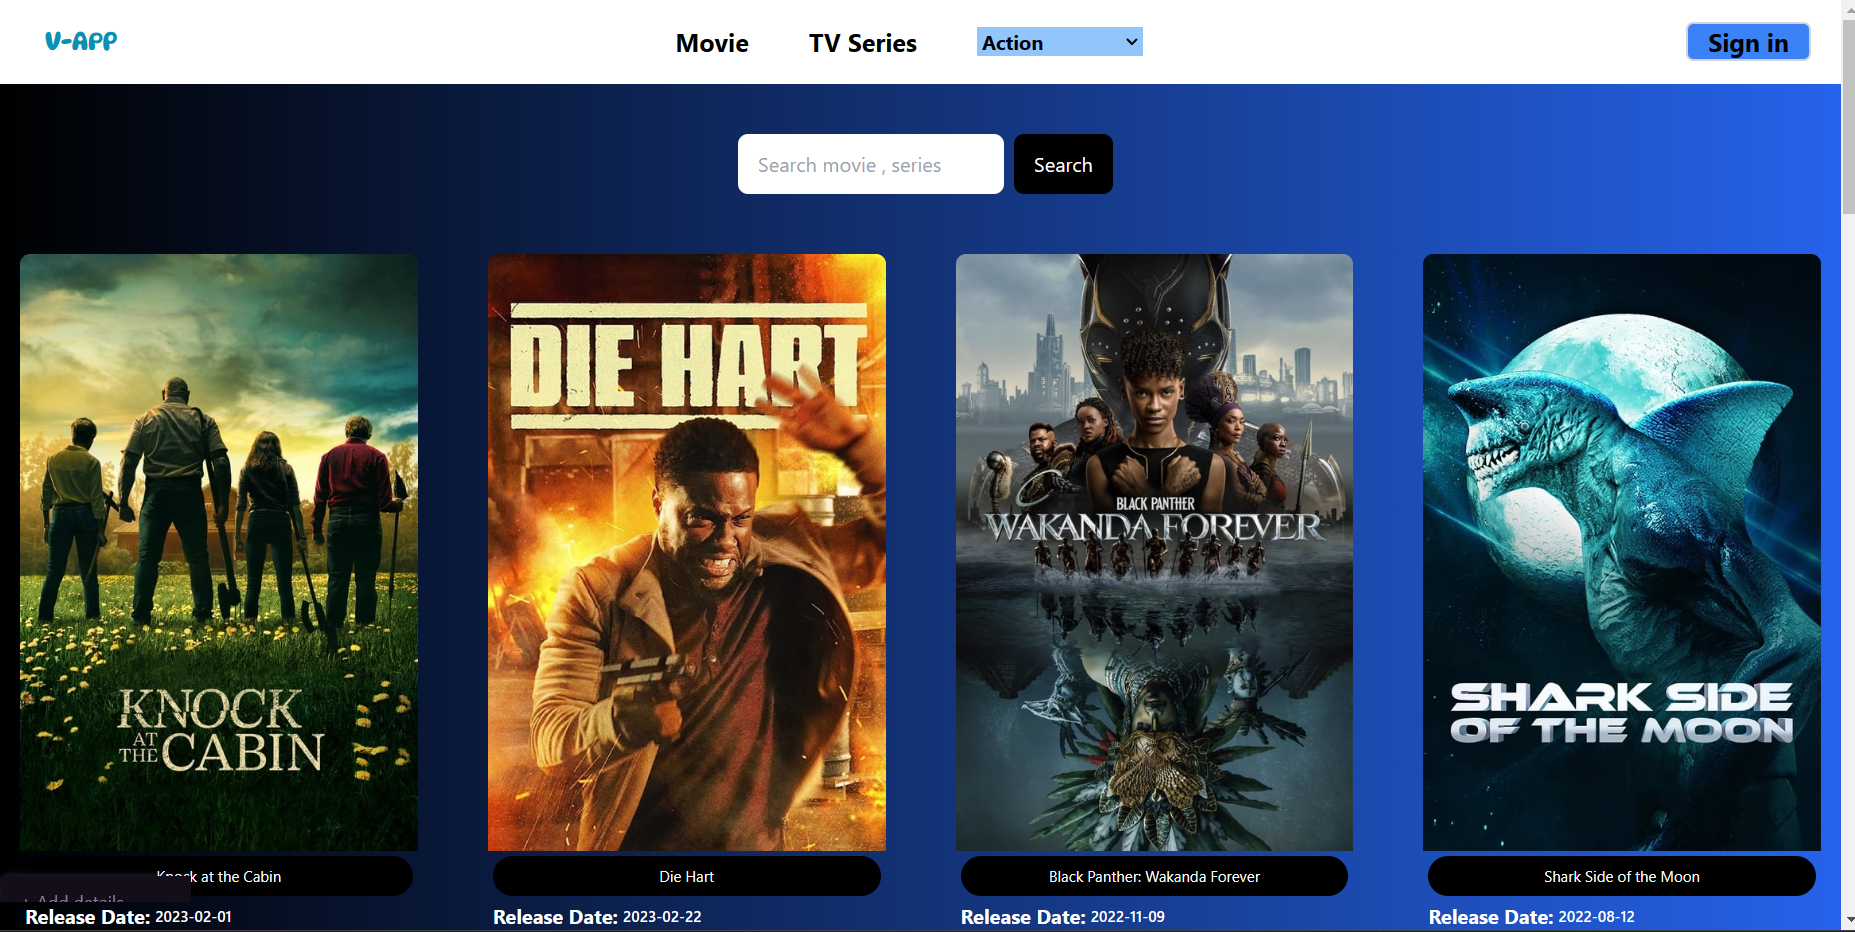 V-APP
Movie
TV Series
Action
Sign in
Search movie , series
Search
KNOCK
AT
THE CABIN
DIE HART
BLACK PANTHER
WAKANDA FOREVER
SHARK SIDE
OF THE MOON
Knock at the Cabin
Die Hart
Black Panther: Wakanda Forever
Shark Side of the Moon
+ Add details
Release Date: 2023-02-01
Release Date: 2023-02-22
Release Date: 2022-11-09
Release Date: 2022-08-12